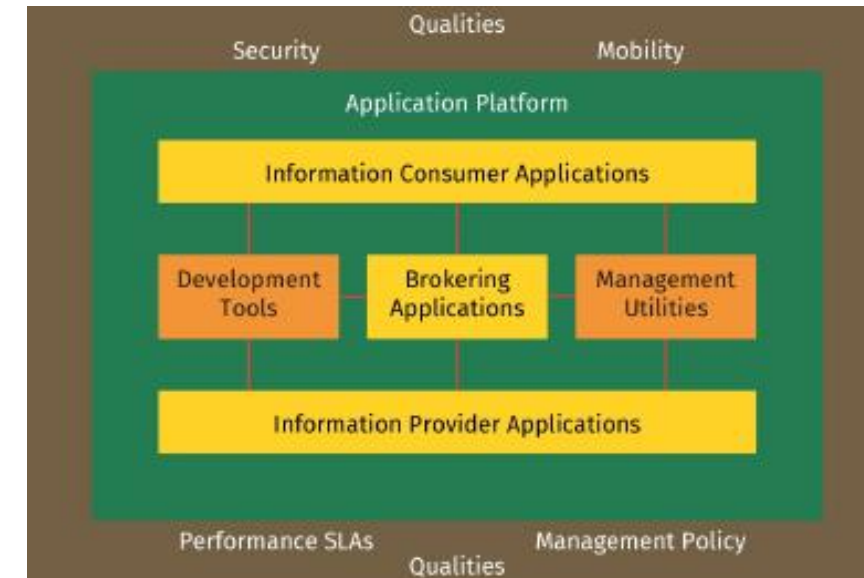 Qualities
Security
Mobility
Application Platform
Information Consumer Applications
Development
Tools
Brokering
Applications
Management
Utilities
Information Provider Applications
Performance SLAs
Management Policy
Qualities